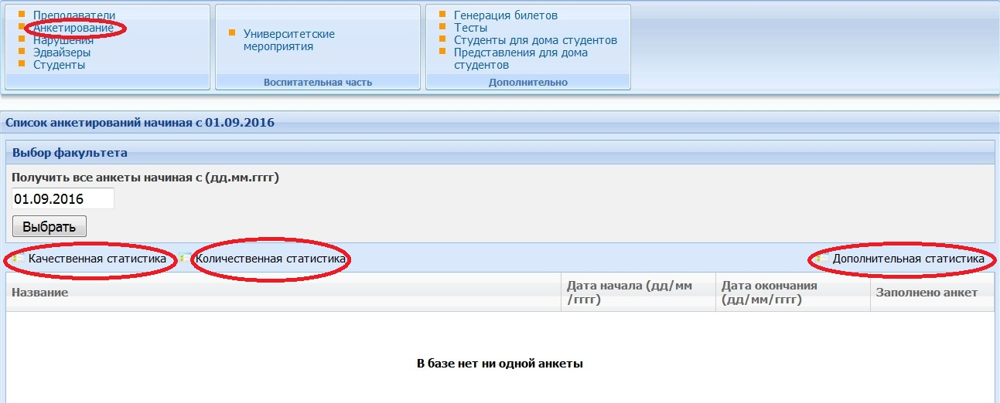 Преподаватели
Анкетирование
Нарушения
Эдвайзеры
Студенты
Университетские
мероприятия
Воспитательная часть
Генерация билетов
Тесты
Студенты для дома студентов
Представления для дома
студентов
Дополнительно
Список анкетирований начиная с 01.09.2016
Выбор факультета
Получить все анкеты начиная с (дд.мм.гггг)
01.09.2016
Выбрать
Качественная статистика
Количественная статистика
Дополнительная статистика
Название
Дата начала (дд/мм
/гггг)
Дата окончания
(дд/мм/гггг)
Заполнено анкет
В базе нет ни одной анкеты